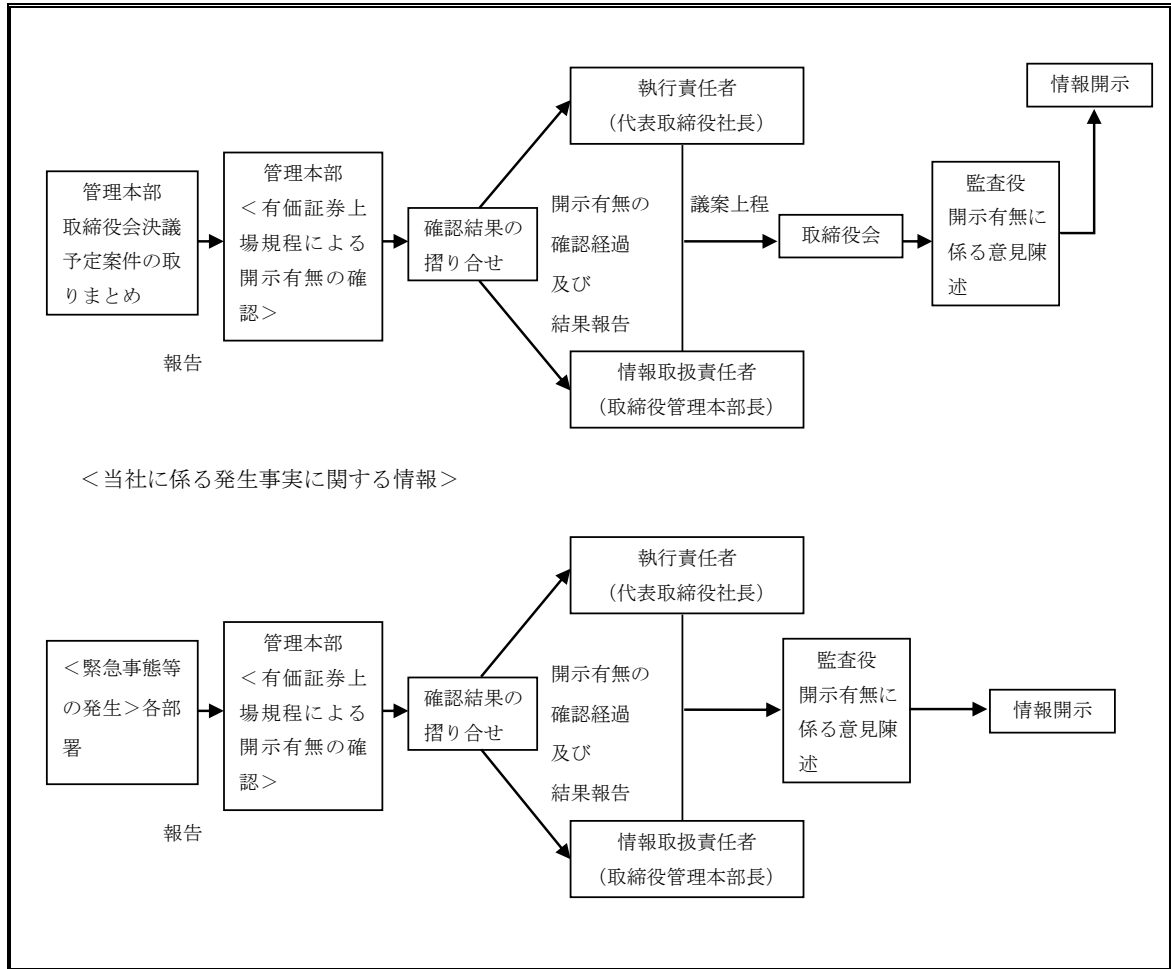 執行責任者
（代表取締役社長）
情報開示
管理本部
取締役会決議
予定案件の取
りまとめ
管理本部
＜有価証券上
場規程による
開示有無の確
認＞
確認結果の
摺り合せ
開示有無の
確認経過
及び
結果報告
議案上程
取締役会
監査役
開示有無に
係る意見陳
述
報告
情報取扱責任者
（取締役管理本部長）
＜当社に係る発生事実に関する情報＞
執行責任者
（代表取締役社長）
＜緊急事態等
の発生＞各部
署
管理本部
＜有価証券上
場規程による
開示有無の確
認＞
確認結果の
摺り合せ
開示有無の
確認経過
及び
結果報告
監査役
開示有無に
係る意見陳
述
情報開示
報告
情報取扱責任者
（取締役管理本部長）